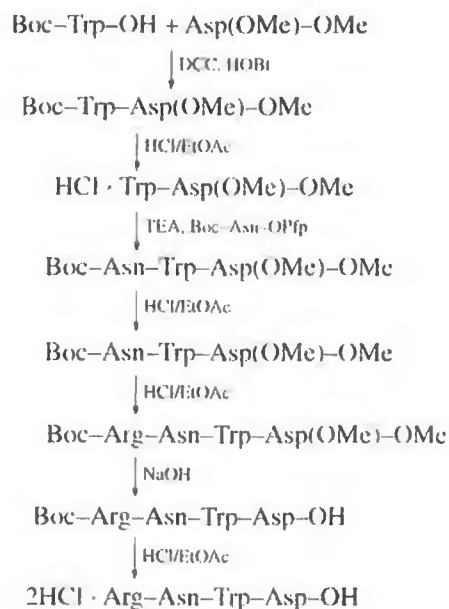 Boc–Trp–OH + Asp(OMe)–OMe
DCC, HOBt
Boc–Trp–Asp(OMe)–OMe
HCl/EtOAc
HCl · Trp–Asp(OMe)–OMe
TEA, Boc–Asn–OPfp
Boc–Asn–Trp–Asp(OMe)–OMe
HCl/EtOAc
Boc–Asn–Trp–Asp(OMe)–OMe
HCl/EtOAc
Boc–Arg–Asn–Trp–Asp(OMe)–OMe
NaOH
Boc–Arg–Asn–Trp–Asp–OH
HCl/EtOAc
2HCl · Arg–Asn–Trp–Asp–OH